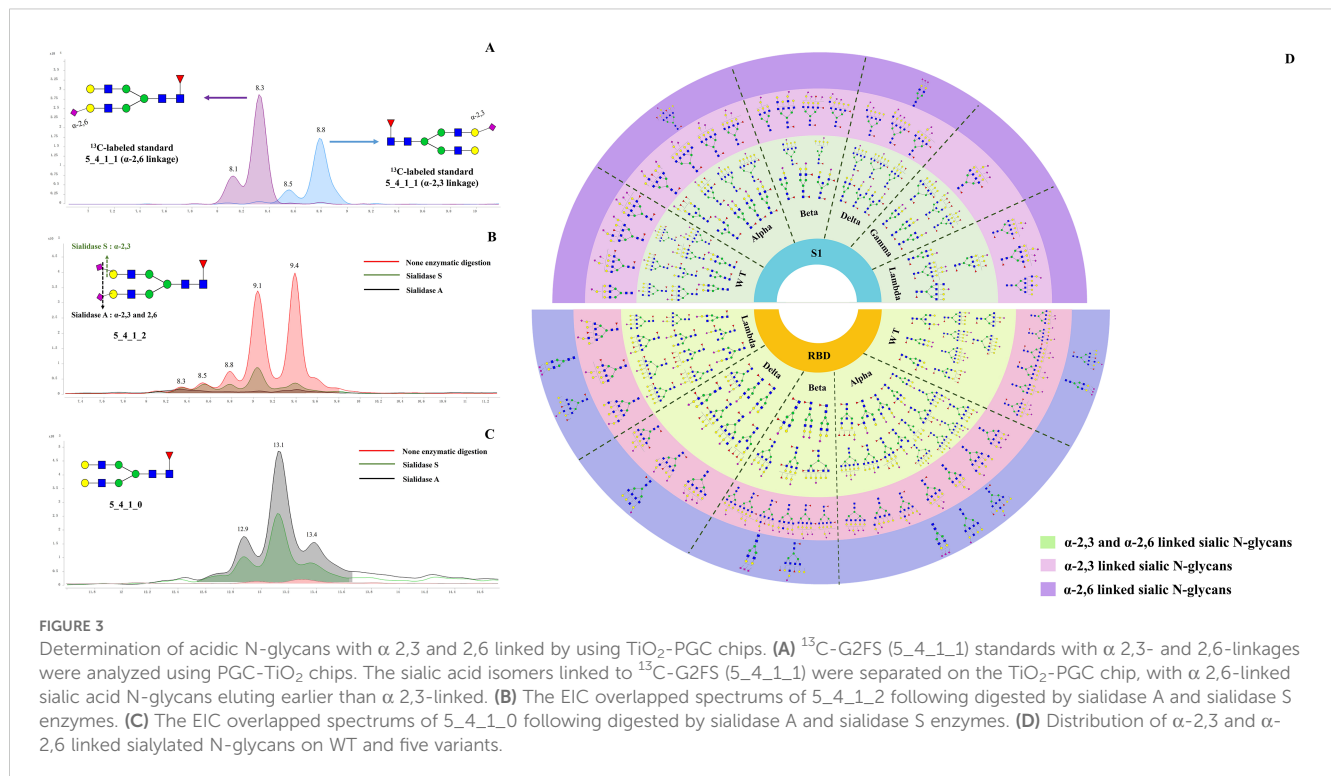 A
8.3
8.1
8.8
8.5
α-2,6
α-2,3
¹³C-labeled standard
5_4_1_1 (α-2,6 linkage)
¹³C-labeled standard
5_4_1_1 (α-2,3 linkage)
B
Sialidase S : α-2,3
Sialidase A : α-2,3 and 2,6
5_4_1_2
None enzymatic digestion
Sialidase S
Sialidase A
8.3
8.5
8.8
9.1
9.4
C
5_4_1_0
None enzymatic digestion
Sialidase S
Sialidase A
12.9
13.1
13.4
D
WT
Alpha
Beta
Delta
Gamma
Lambda
S1
RBD
Lambda
Delta
Beta
Alpha
WT
α-2,3 and α-2,6 linked sialic N-glycans
α-2,3 linked sialic N-glycans
α-2,6 linked sialic N-glycans
FIGURE 3
Determination of acidic N-glycans with α 2,3 and 2,6 linked by using TiO₂-PGC chips. (A) ¹³C-G2FS (5_4_1_1) standards with α 2,3- and 2,6-linkages
were analyzed using PGC-TiO₂ chips. The sialic acid isomers linked to ¹³C-G2FS (5_4_1_1) were separated on the TiO₂-PGC chip, with α 2,6-linked
sialic acid N-glycans eluting earlier than α 2,3-linked. (B) The EIC overlapped spectrums of 5_4_1_2 following digested by sialidase A and sialidase S
enzymes. (C) The EIC overlapped spectrums of 5_4_1_0 following digested by sialidase A and sialidase S enzymes. (D) Distribution of α-2,3 and α-
2,6 linked sialylated N-glycans on WT and five variants.